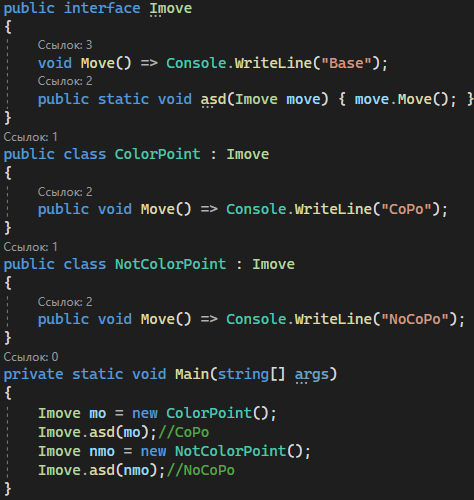 public interface Imove
{
Ссылок: 3
void Move() => Console.WriteLine("Base");
Ссылок: 2
public static void asd(Imove move) { move.Move(); }
}
Ссылок: 1
public class ColorPoint : Imove
{
Ссылок: 2
public void Move() => Console.WriteLine("CoPo");
}
Ссылок: 1
public class NotColorPoint : Imove
{
Ссылок: 2
public void Move() => Console.WriteLine("NoCoPo");
}
Ссылок: 0
private static void Main(string[] args)
{
Imove mo = new ColorPoint();
Imove.asd(mo);//CoPo
Imove nmo = new NotColorPoint();
Imove.asd(nmo);//NoCoPo
}